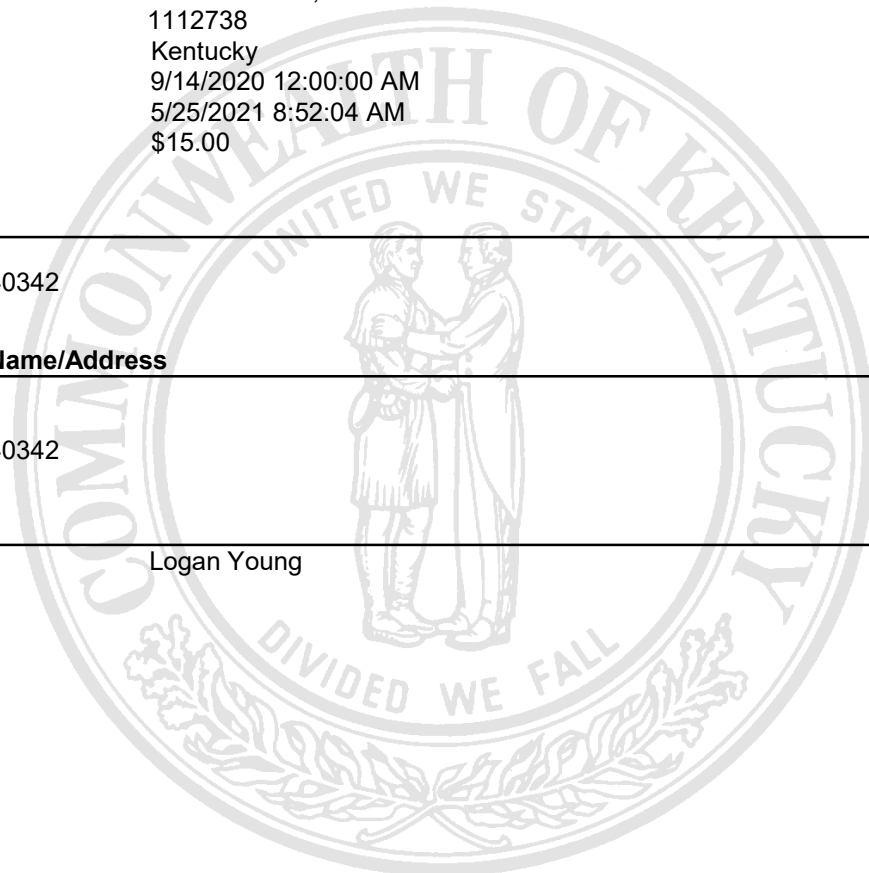 1112738
Kentucky
9/14/2020 12:00:00 AM
5/25/2021 8:52:04 AM
$15.00
0342
Name/Address
0342
Logan Young
COMMONWEALTH OF KENTUCKY
UNITED WE STAND
DIVIDED WE FALL